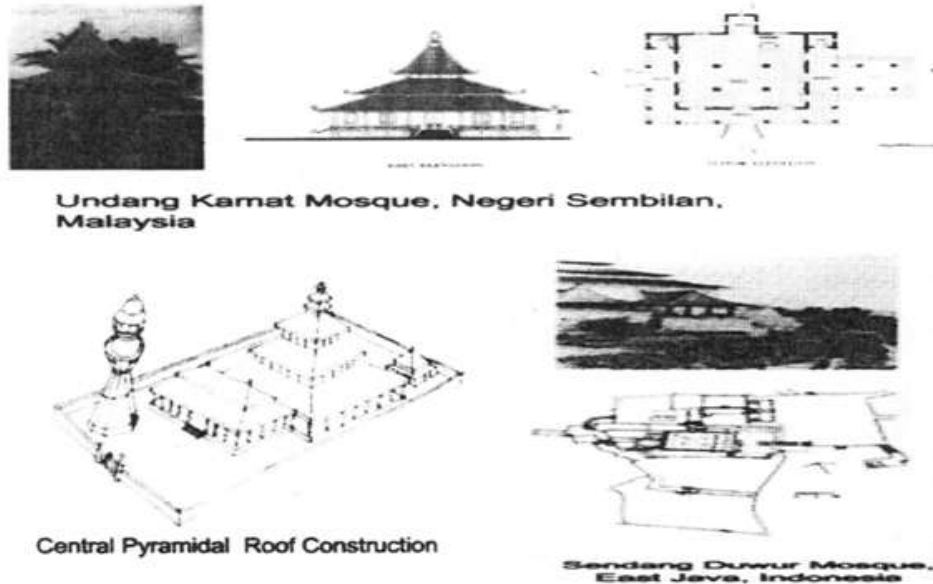 Undang Kamat Mosque, Negeri Sembilan,
Malaysia
Central Pyramidal Roof Construction
Sendang Duwur Mosque,
East Java, Indonesia